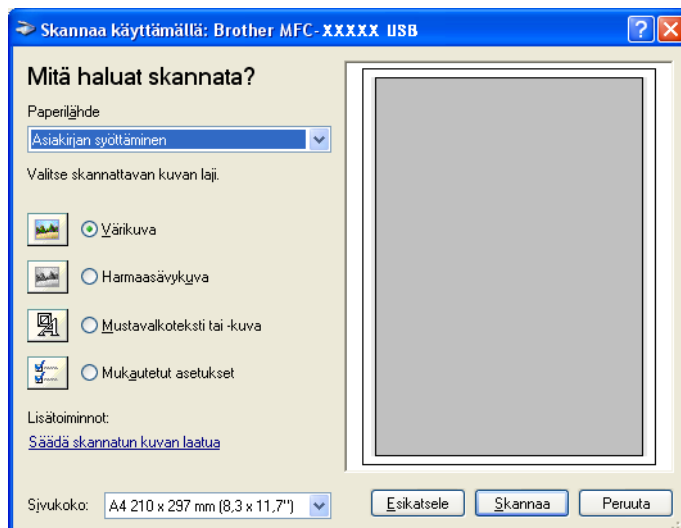 Skannaa käyttämällä: Brother MFC-XXXXX USB
Mitä haluat skannata?
Paperilähde
Asiakirjan syöttäminen
Valitse skannattavan kuvan laji.
Värikuva
Harmaasävykuva
Mustavalkoteksti tai -kuva
Mukautetut asetukset
Lisätoiminnot:
Säädä skannatun kuvan laatua
Sivukoko: A4 210 x 297 mm (8,3 x 11,7")
Esikatsele Skannaa Peruuta